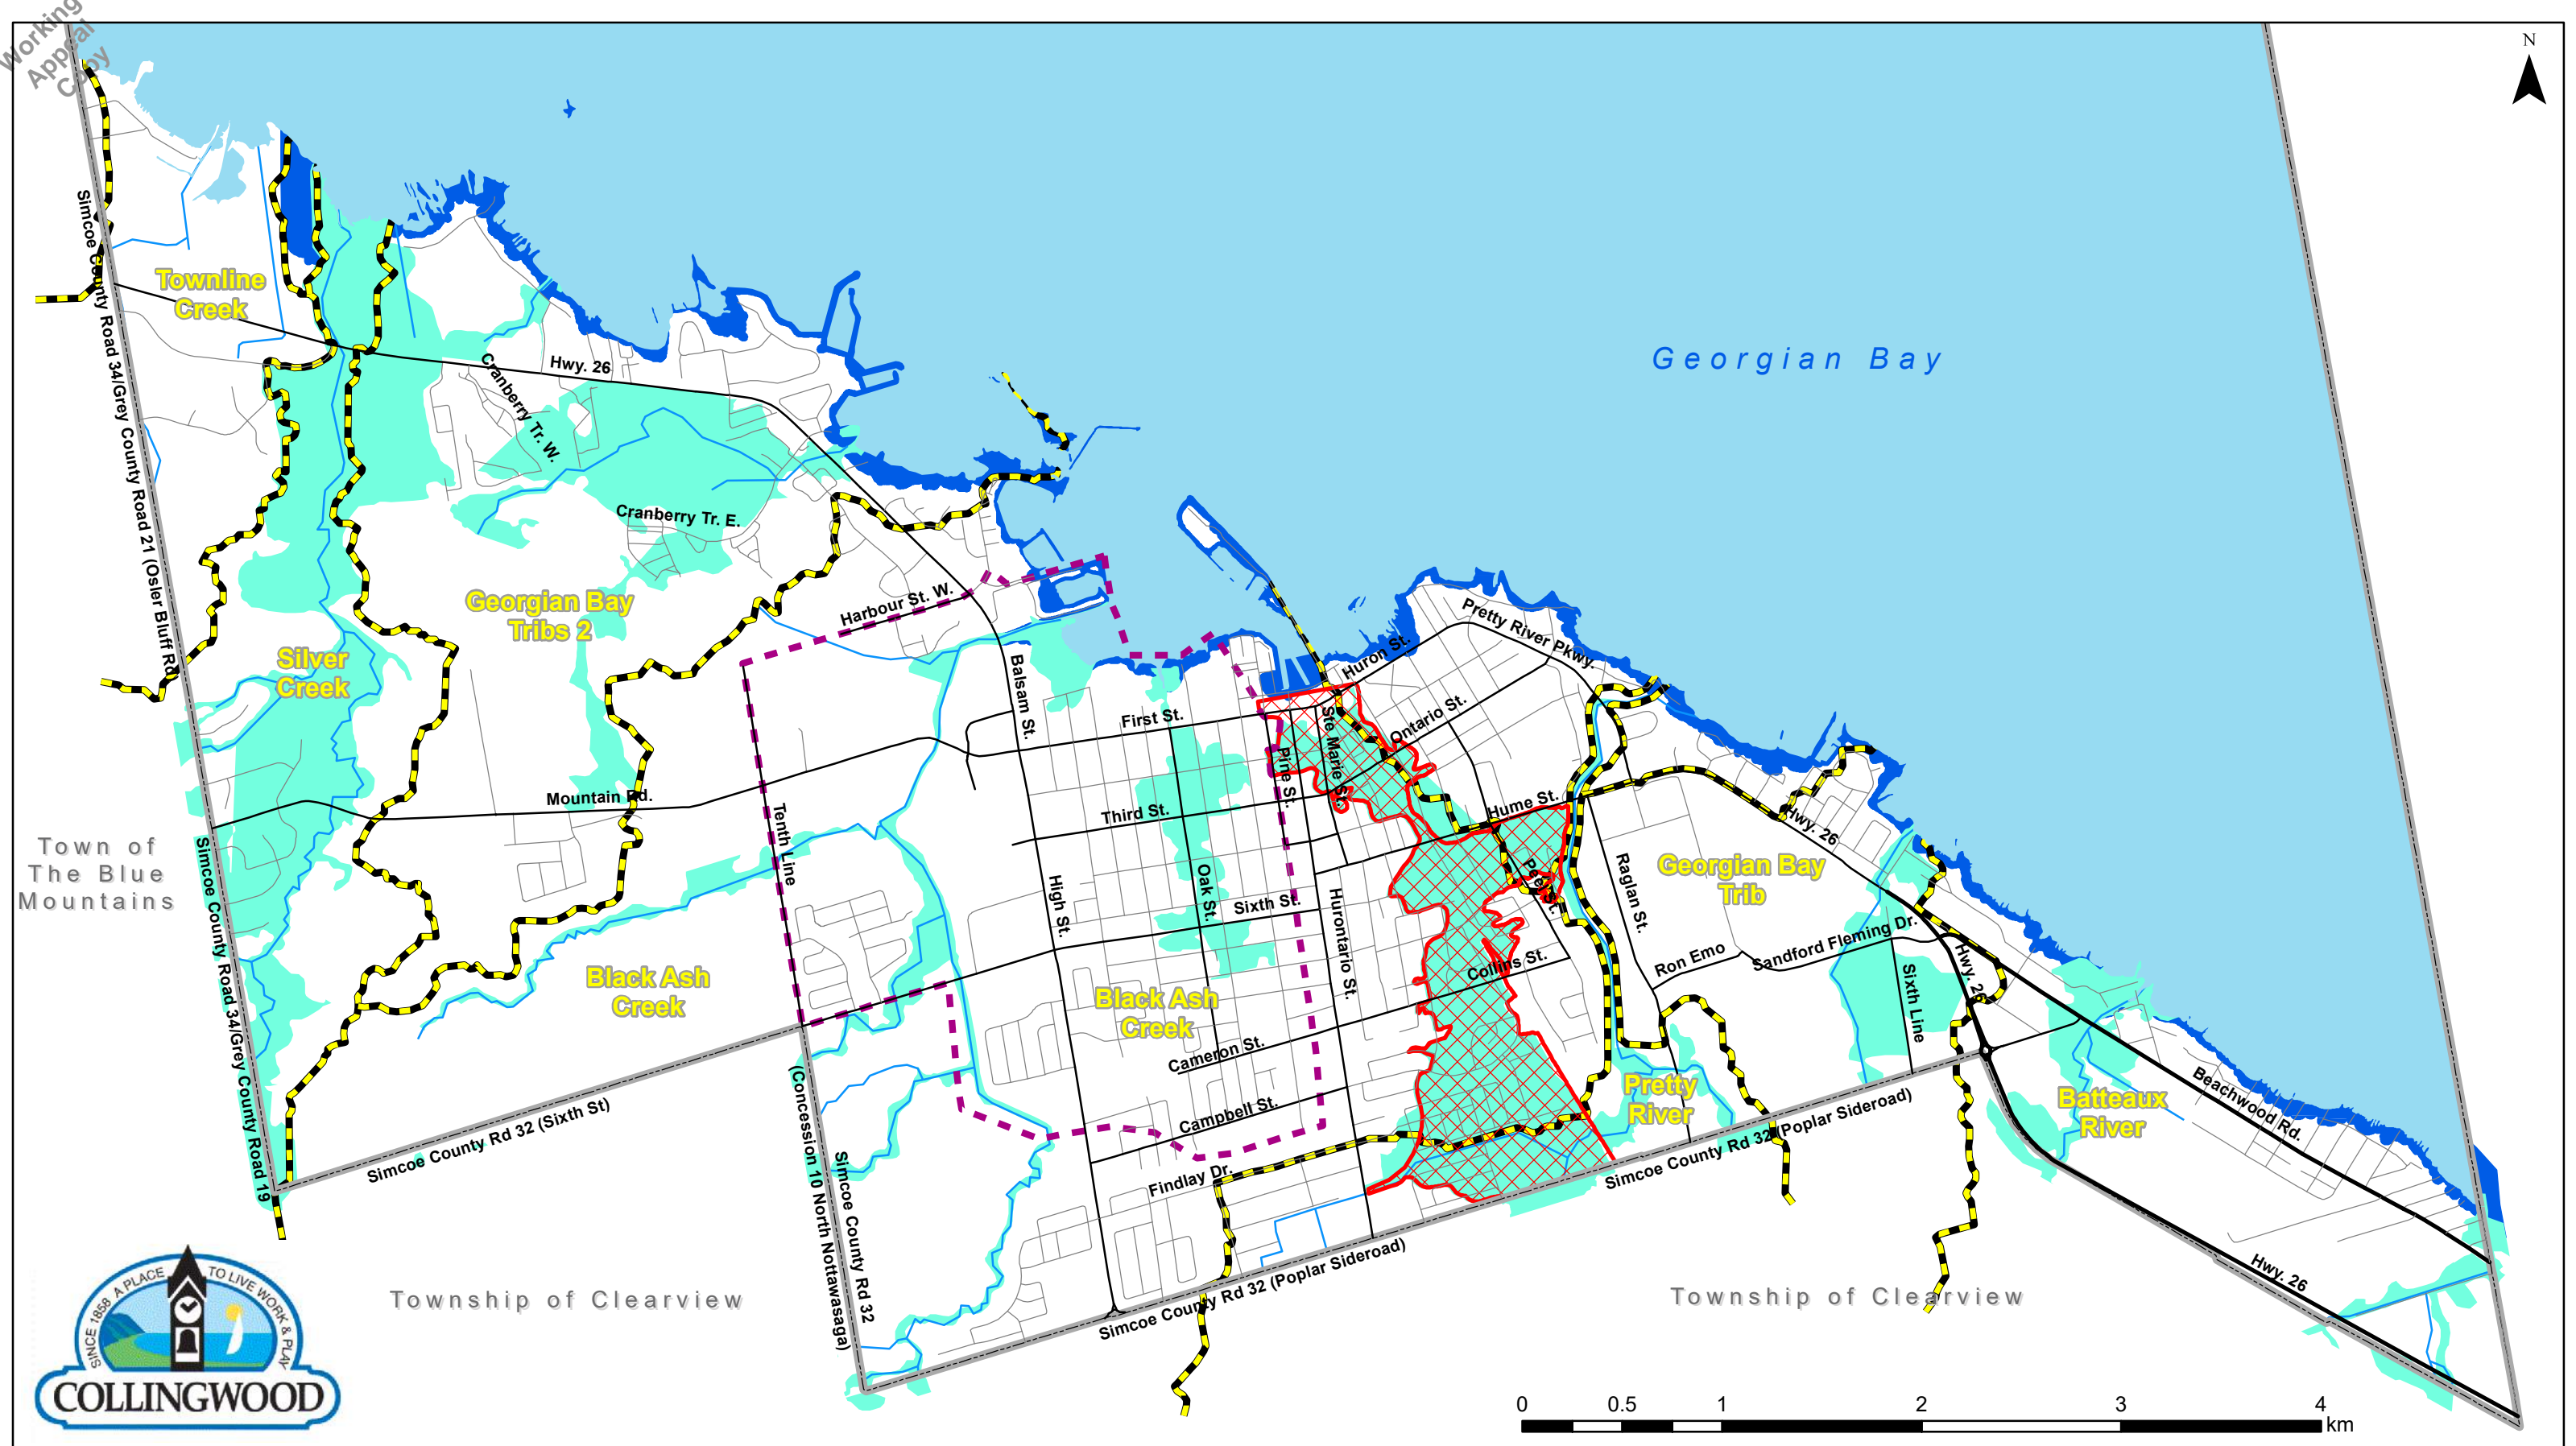 Working
Appeal
Copy
N
Georgian Bay
Simcoe County Road 34/Grey County Road 21 (Osler Bluff Rd)
Townline
Creek
Hwy. 26
Cranberry Tr. W.
Cranberry Tr. E.
Georgian Bay
Tribs 2
Harbour St. W.
Silver
Creek
Balsam St.
First St.
Huron St.
Pretty River Pkwy.
Ontario St.
Ste. Marie St.
Pine St.
Mountain Rd.
Tenth Line
Third St.
Hume St.
Hwy. 26
Town of
The Blue
Mountains
Simcoe County Road 34/Grey County Road 19
High St.
Oak St.
Sixth St.
Hurontario St.
Peel St.
Raglan St.
Georgian Bay
Trib
Ron Emo
Sandford Fleming Dr.
Hwy. 26
Sixth Line
Collins St.
Black Ash
Creek
Black Ash
Creek
Cameron St.
Campbell St.
Findlay Dr.
Pretty
River
Batteaux
River
Beachwood Rd.
Simcoe County Rd 32 (Sixth St)
(Concession 10 North Nottawasaga)
Simcoe County Rd 32
Simcoe County Rd 32 (Poplar Sideroad)
Simcoe County Rd 32 (Poplar Sideroad)
Hwy. 26
Township of Clearview
Township of Clearview
SINCE 1858 A PLACE TO LIVE WORK & PLAY
COLLINGWOOD
0 0.5 1 2 3 4
km